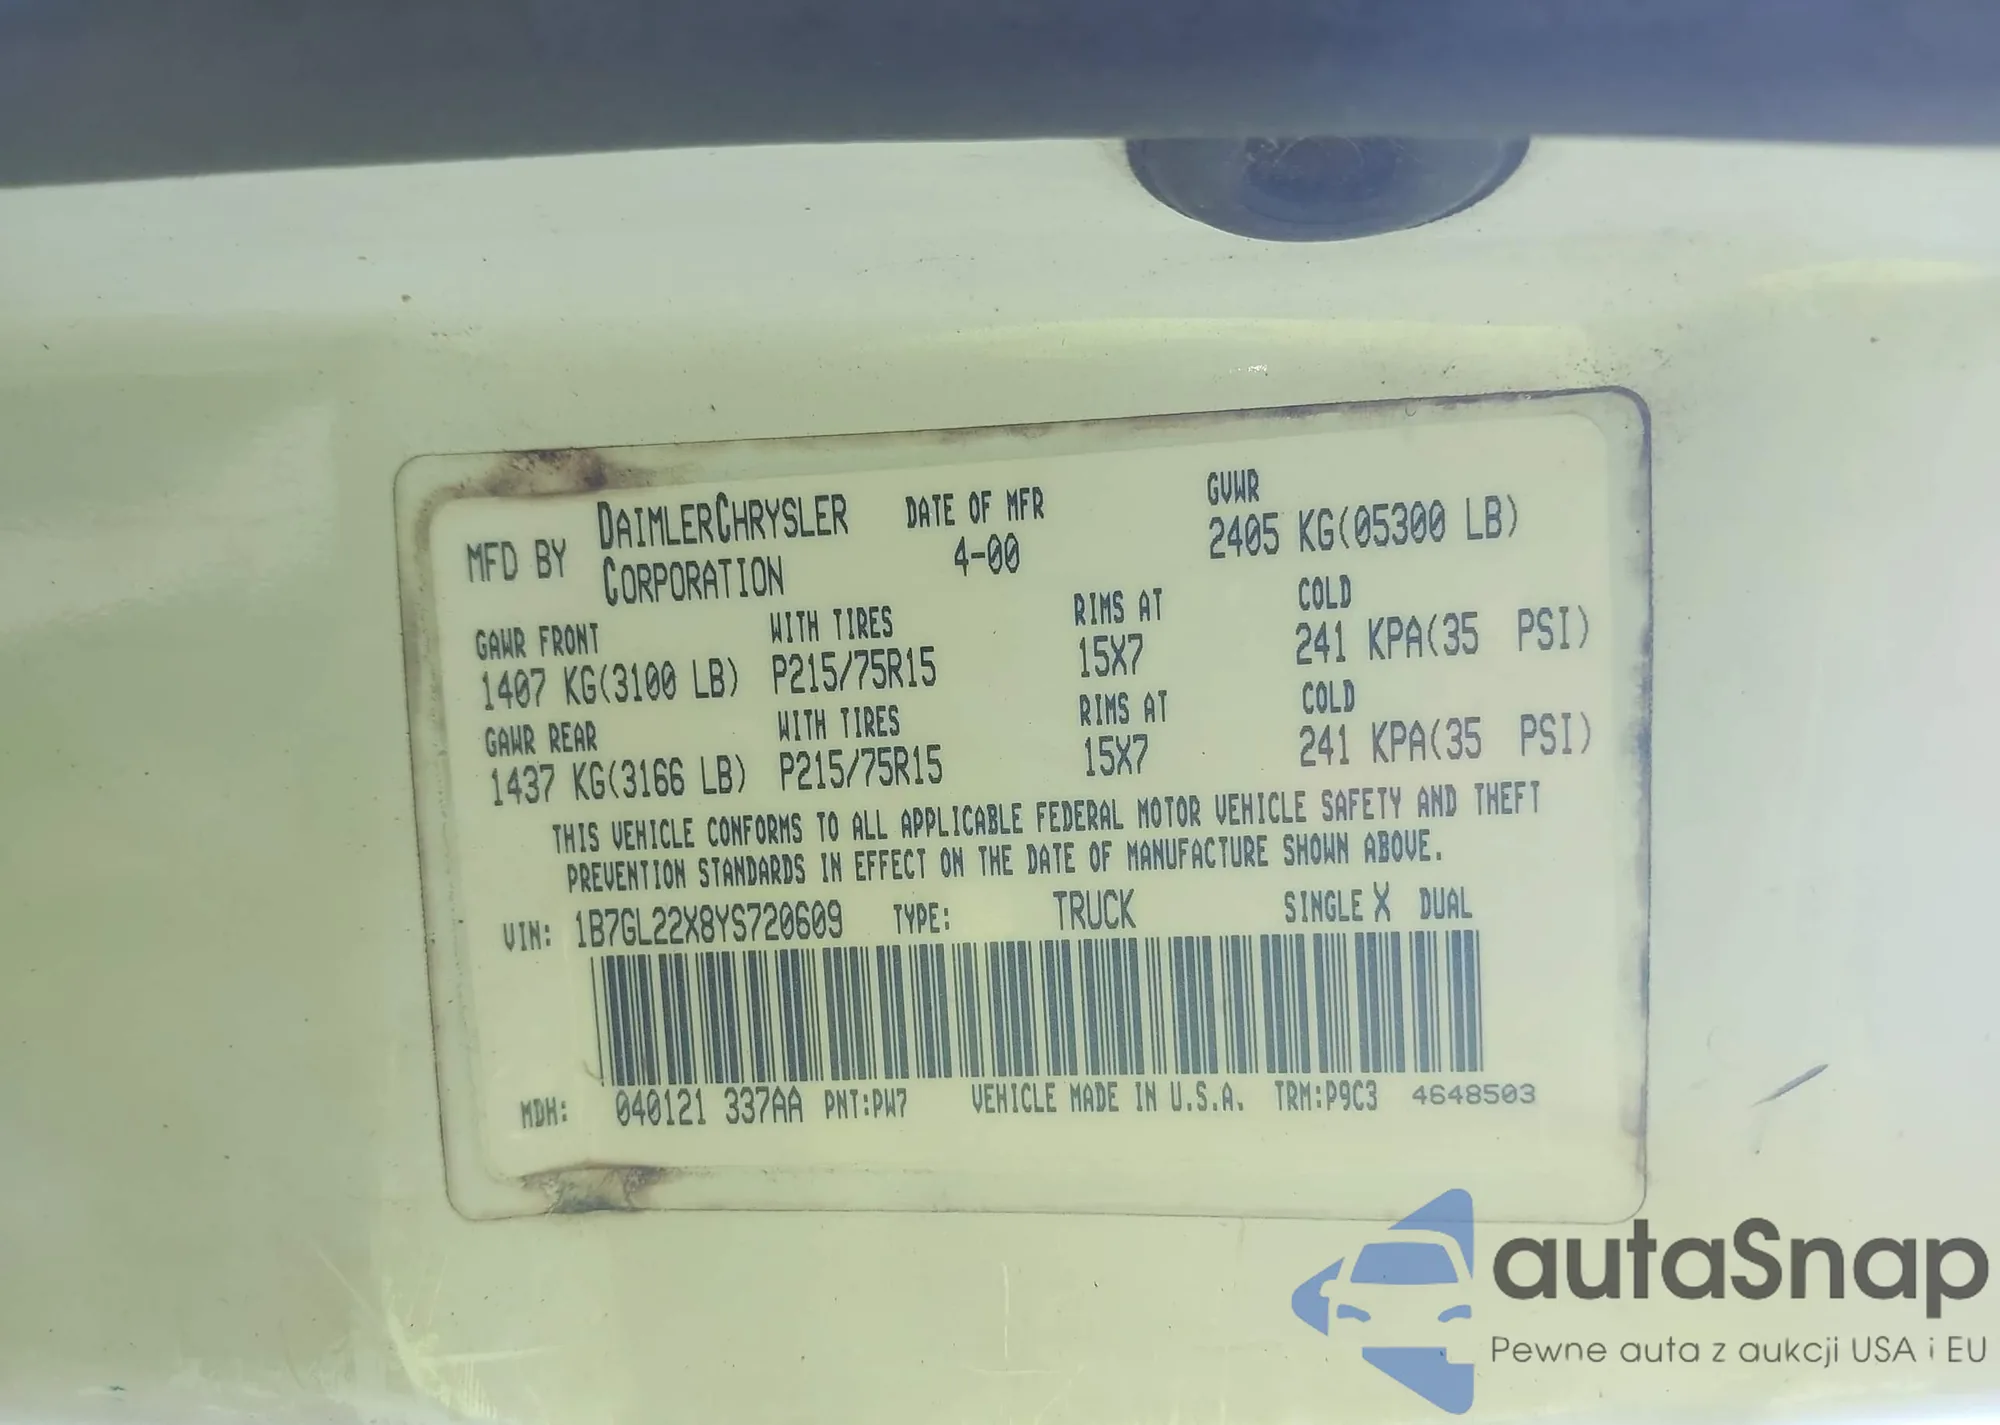 MFD BY DAIMLERCHRYSLER CORPORATION DATE OF MFR 4-00 GVWR 2405 KG(05300 LB)
GAWR FRONT WITH TIRES RIMS AT COLD
1407 KG(3100 LB) P215/75R15 15X7 241 KPA(35 PSI)
GAWR REAR WITH TIRES RIMS AT COLD
1437 KG(3166 LB) P215/75R15 15X7 241 KPA(35 PSI)
THIS VEHICLE CONFORMS TO ALL APPLICABLE FEDERAL MOTOR VEHICLE SAFETY AND THEFT
PREVENTION STANDARDS IN EFFECT ON THE DATE OF MANUFACTURE SHOWN ABOVE.
VIN: 1B7GL22X8YS720609 TYPE: TRUCK SINGLE X DUAL
MDH: 040121 337AA PNT:PW7 VEHICLE MADE IN U.S.A. TRM:P9C3 4648503
autaSnap
Pewne auta z aukcji USA i EU